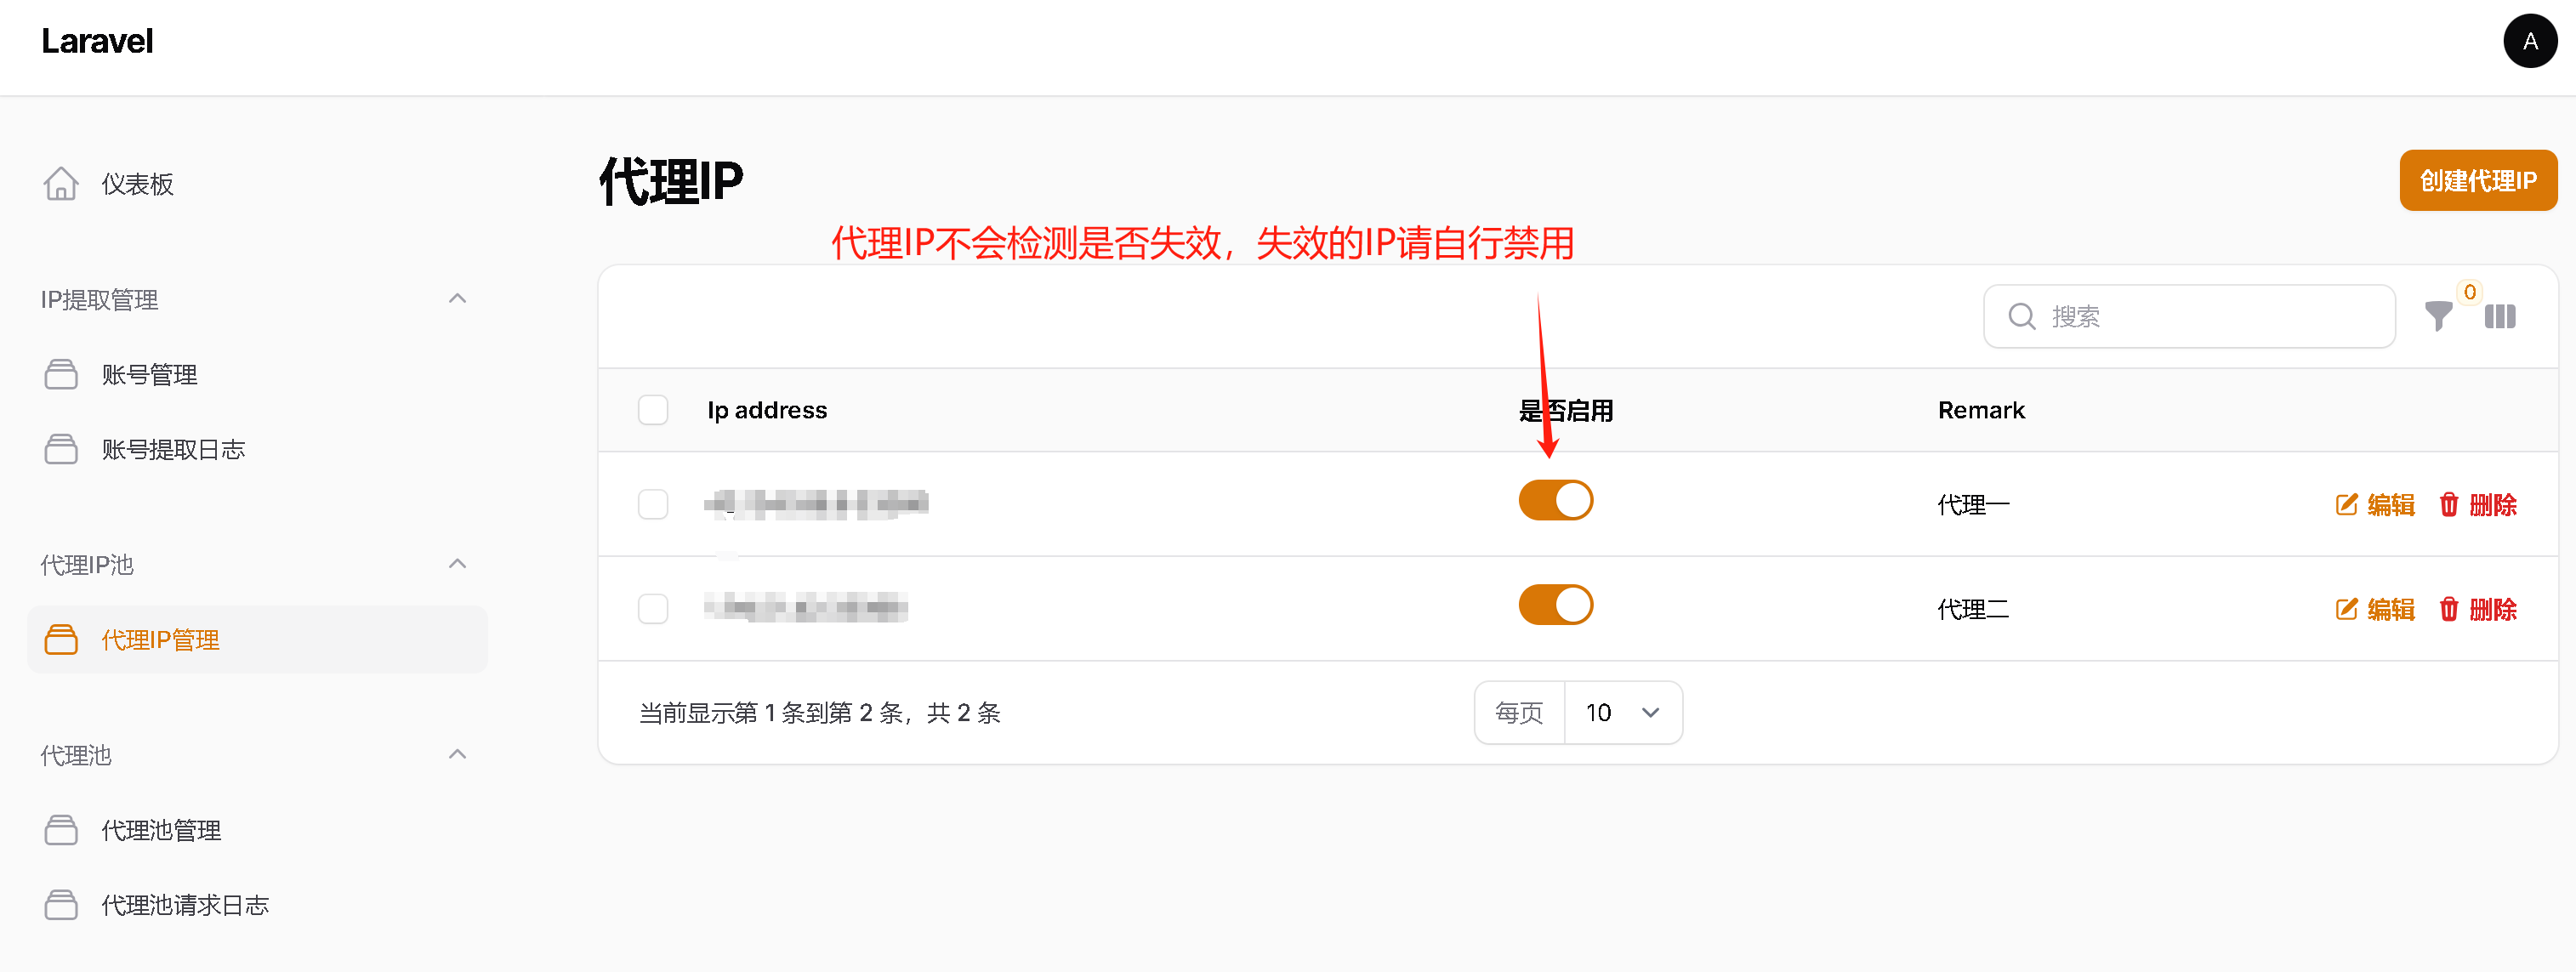 Laravel
A
仪表板
IP提取管理
账号管理
账号提取日志
代理IP池
代理IP管理
代理池
代理池管理
代理池请求日志
代理IP
创建代理IP
代理IP不会检测是否失效，失效的IP请自行禁用
搜索
0
Ip address 是否启用 Remark
代理一 编辑 删除
代理二 编辑 删除
当前显示第 1 条到第 2 条，共 2 条 每页 10